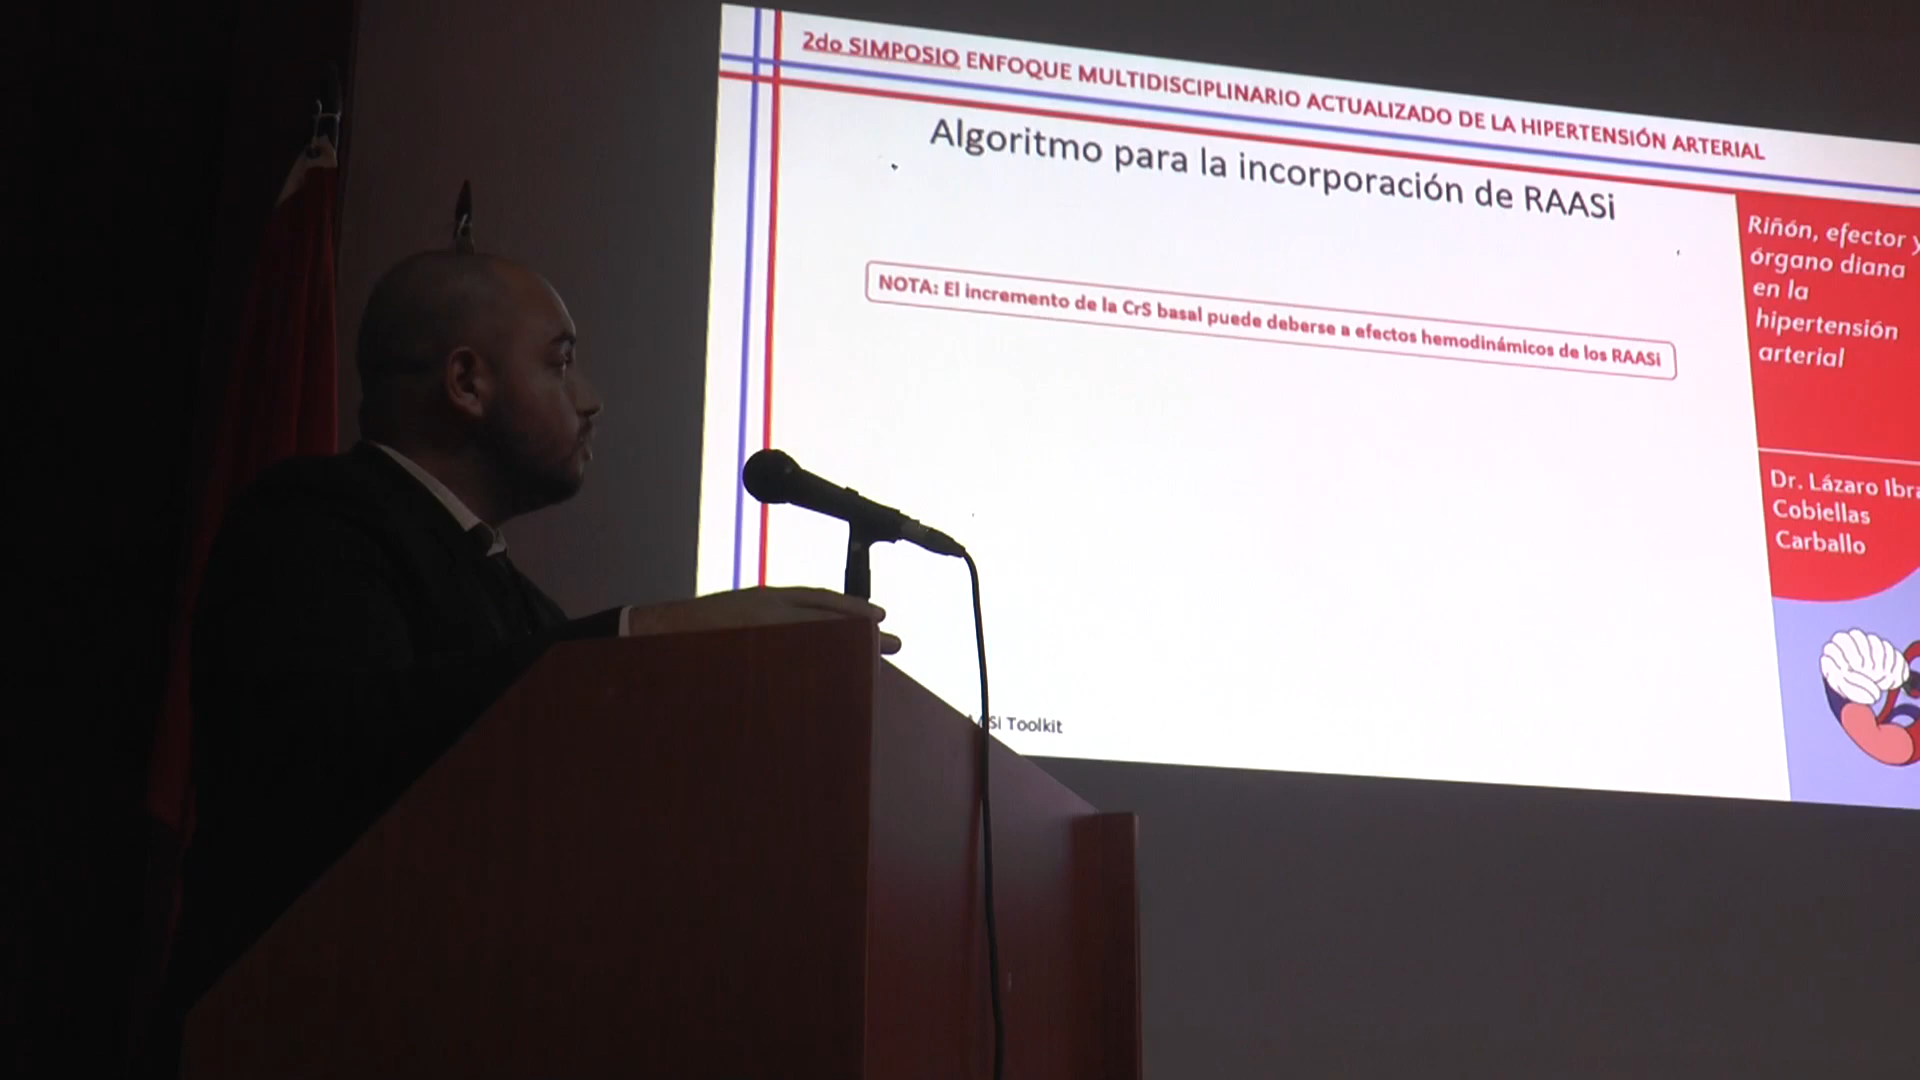 2do SIMPOSIO ENFOQUE MULTIDISCIPLINARIO ACTUALIZADO DE LA HIPERTENSIÓN ARTERIAL
Algoritmo para la incorporación de RAASi
NOTA: El incremento de la CrS basal puede deberse a efectos hemodinámicos de los RAASi
Riñón, efector y
órgano diana
en la
hipertensión
arterial
Dr. Lázaro
Cobiellas
Carballo
Toolkit